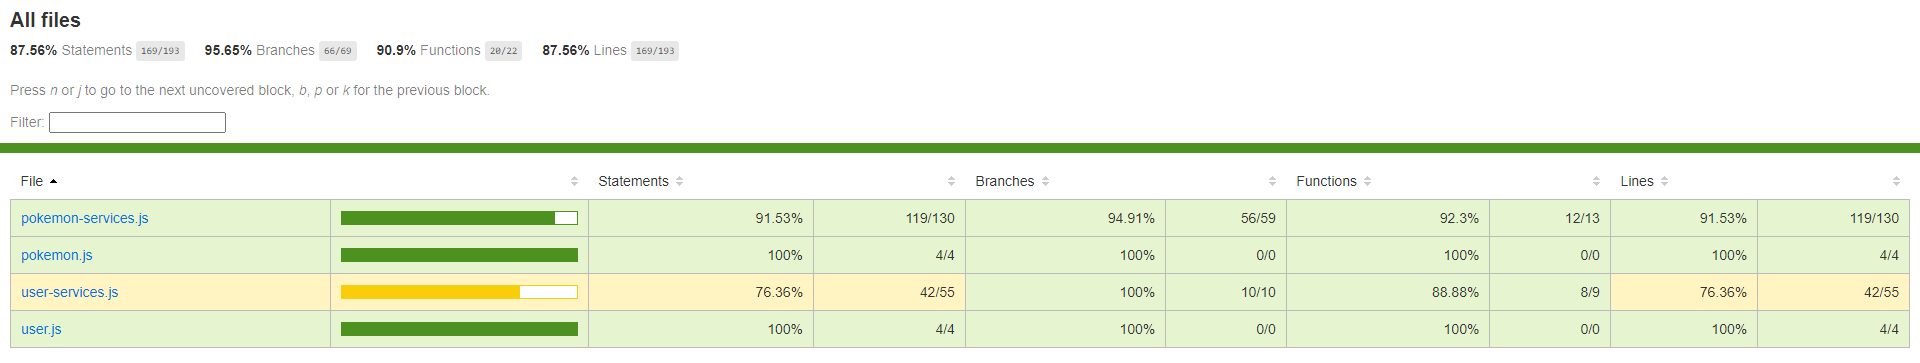 All files
87.56% Statements 169/193 95.65% Branches 66/69 90.9% Functions 20/22 87.56% Lines 169/193
Press n or j to go to the next uncovered block, b, p or k for the previous block.
Filter:
File Statements Branches Functions Lines
pokemon-services.js 91.53% 119/130 94.91% 56/59 92.3% 12/13 91.53% 119/130
pokemon.js 100% 4/4 100% 0/0 100% 0/0 100% 4/4
user-services.js 76.36% 42/55 100% 10/10 88.88% 8/9 76.36% 42/55
user.js 100% 4/4 100% 0/0 100% 0/0 100% 4/4